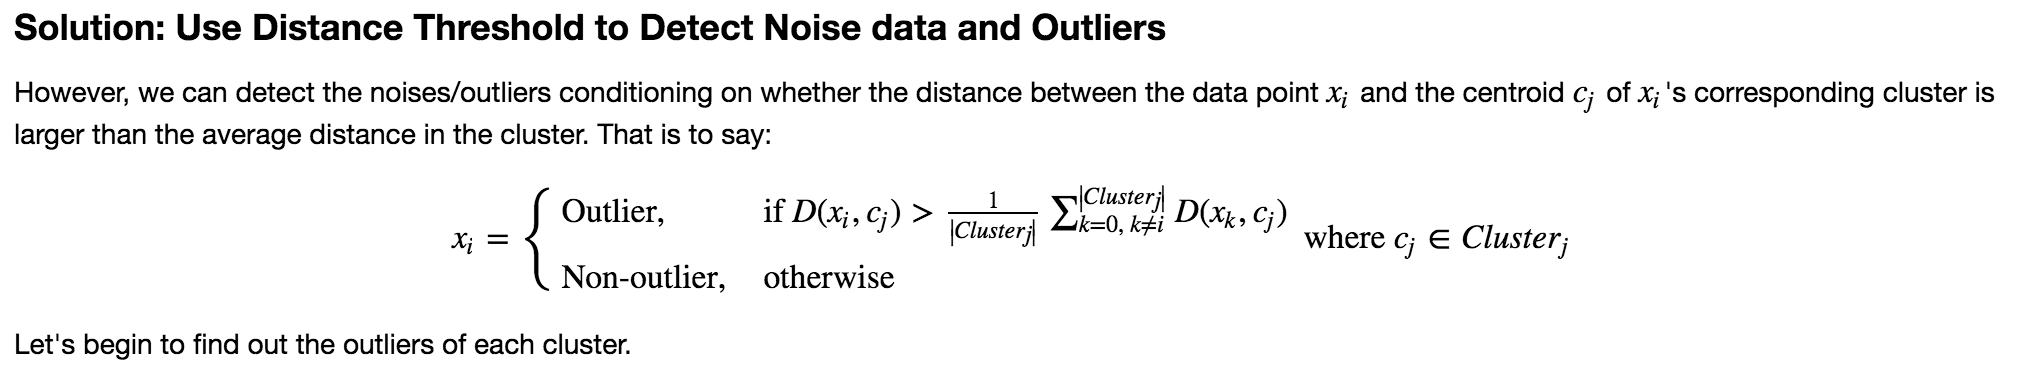 Solution: Use Distance Threshold to Detect Noise data and Outliers
However, we can detect the noises/outliers conditioning on whether the distance between the data point xᵢ and the centroid cⱼ of xᵢ 's corresponding cluster is
larger than the average distance in the cluster. That is to say:
xᵢ = { Outlier, if D(xᵢ, cⱼ) > 1/|Clusterⱼ| ∑_{k=0, k≠i}^{|Clusterⱼ|} D(xₖ, cⱼ) where cⱼ ∈ Clusterⱼ
Non-outlier, otherwise
Let's begin to find out the outliers of each cluster.